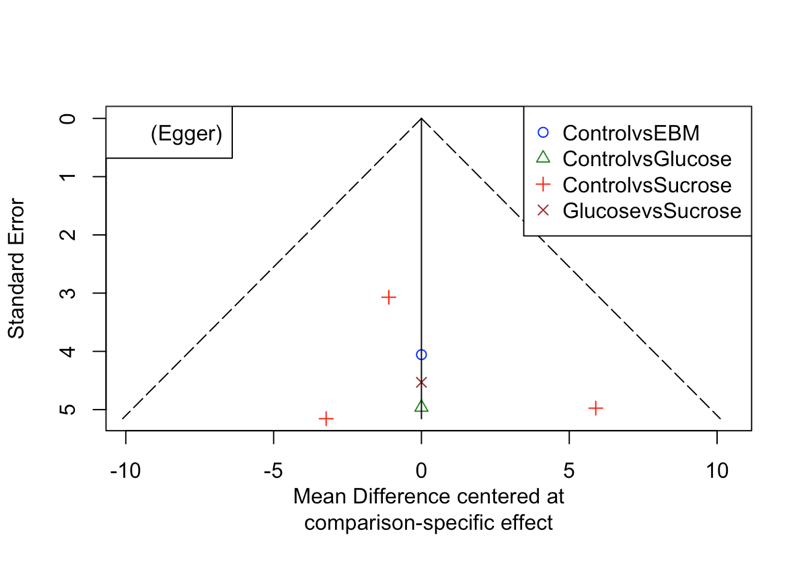 (Egger)
ControlvsEBM
ControlvsGlucose
ControlvsSucrose
GlucosevsSucrose
Standard Error
0
1
2
3
4
5
-10 -5 0 5 10
Mean Difference centered at
comparison-specific effect